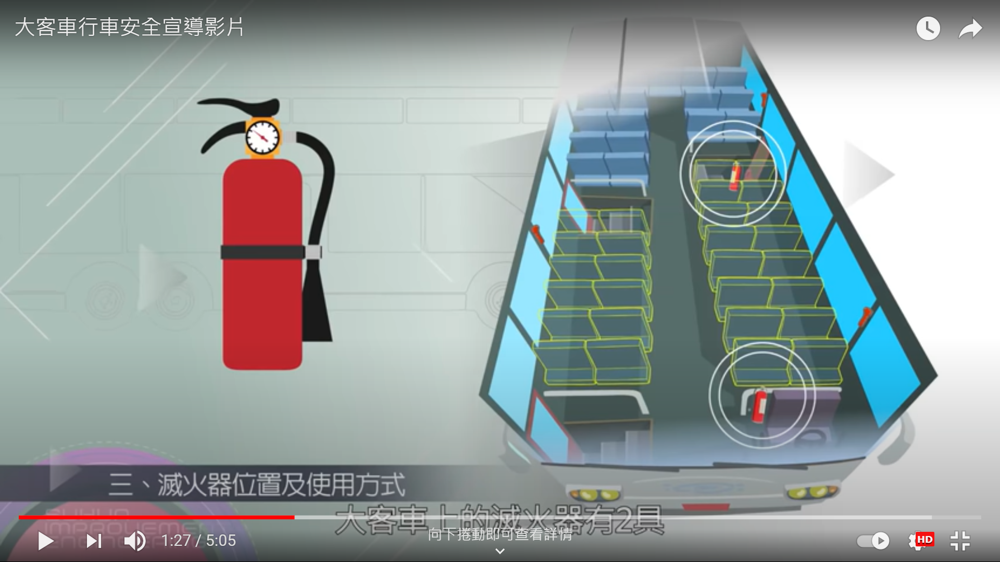 大客車行車安全宣導影片
三、滅火器位置及使用方式
大客車上的滅火器有2具
向下捲動即可查看詳情
1:27 / 5:05
HD